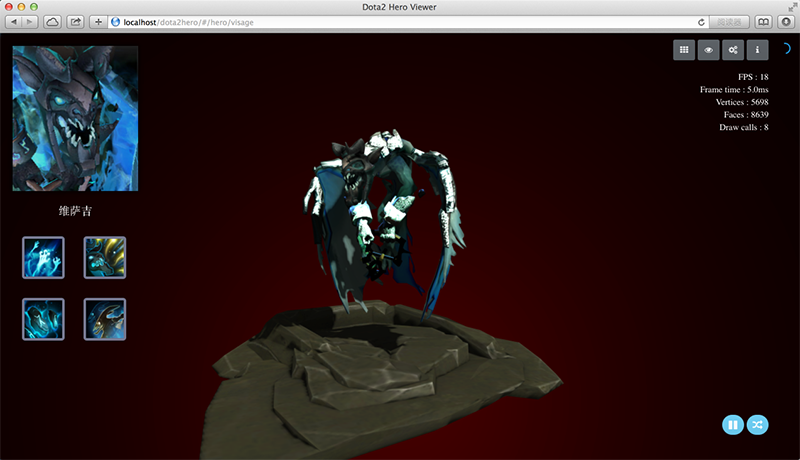 Dota2 Hero Viewer
localhost/dota2hero/#/hero/visage
阅读器
FPS : 18
Frame time : 5.0ms
Vertices : 5698
Faces : 8639
Draw calls : 8
维萨吉